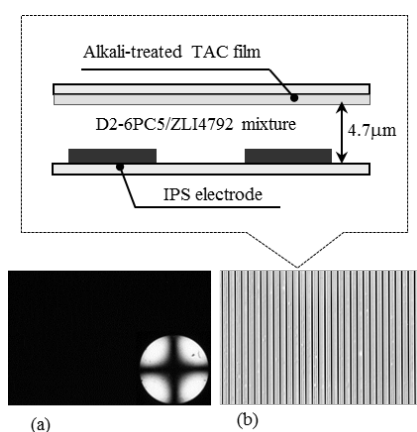 Alkali-treated TAC film
D2-6PC5/ZLI4792 mixture
4.7μm
IPS electrode
(a)
(b)